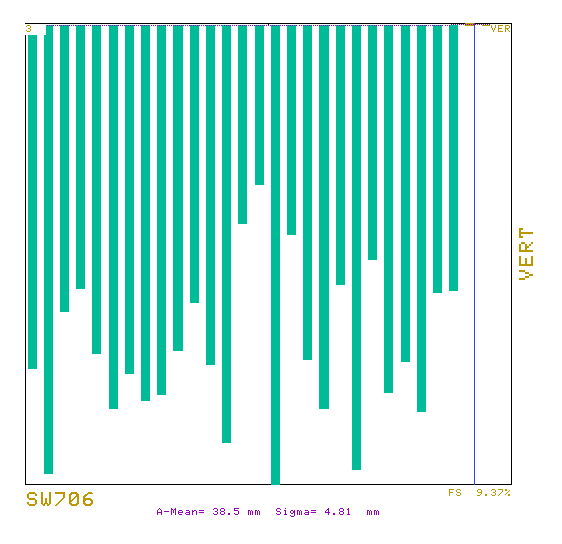 3 VER
VERT
FS 9.37%
SW706
A-Mean= 38.5 mm Sigma= 4.81 mm